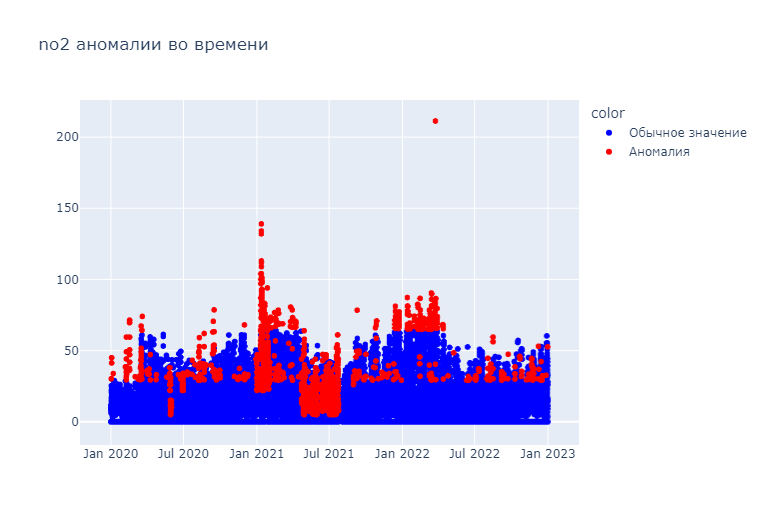 no2 аномалии во времени
color
Обычное значение
Аномалия
200
150
100
50
0
Jan 2020
Jul 2020
Jan 2021
Jul 2021
Jan 2022
Jul 2022
Jan 2023